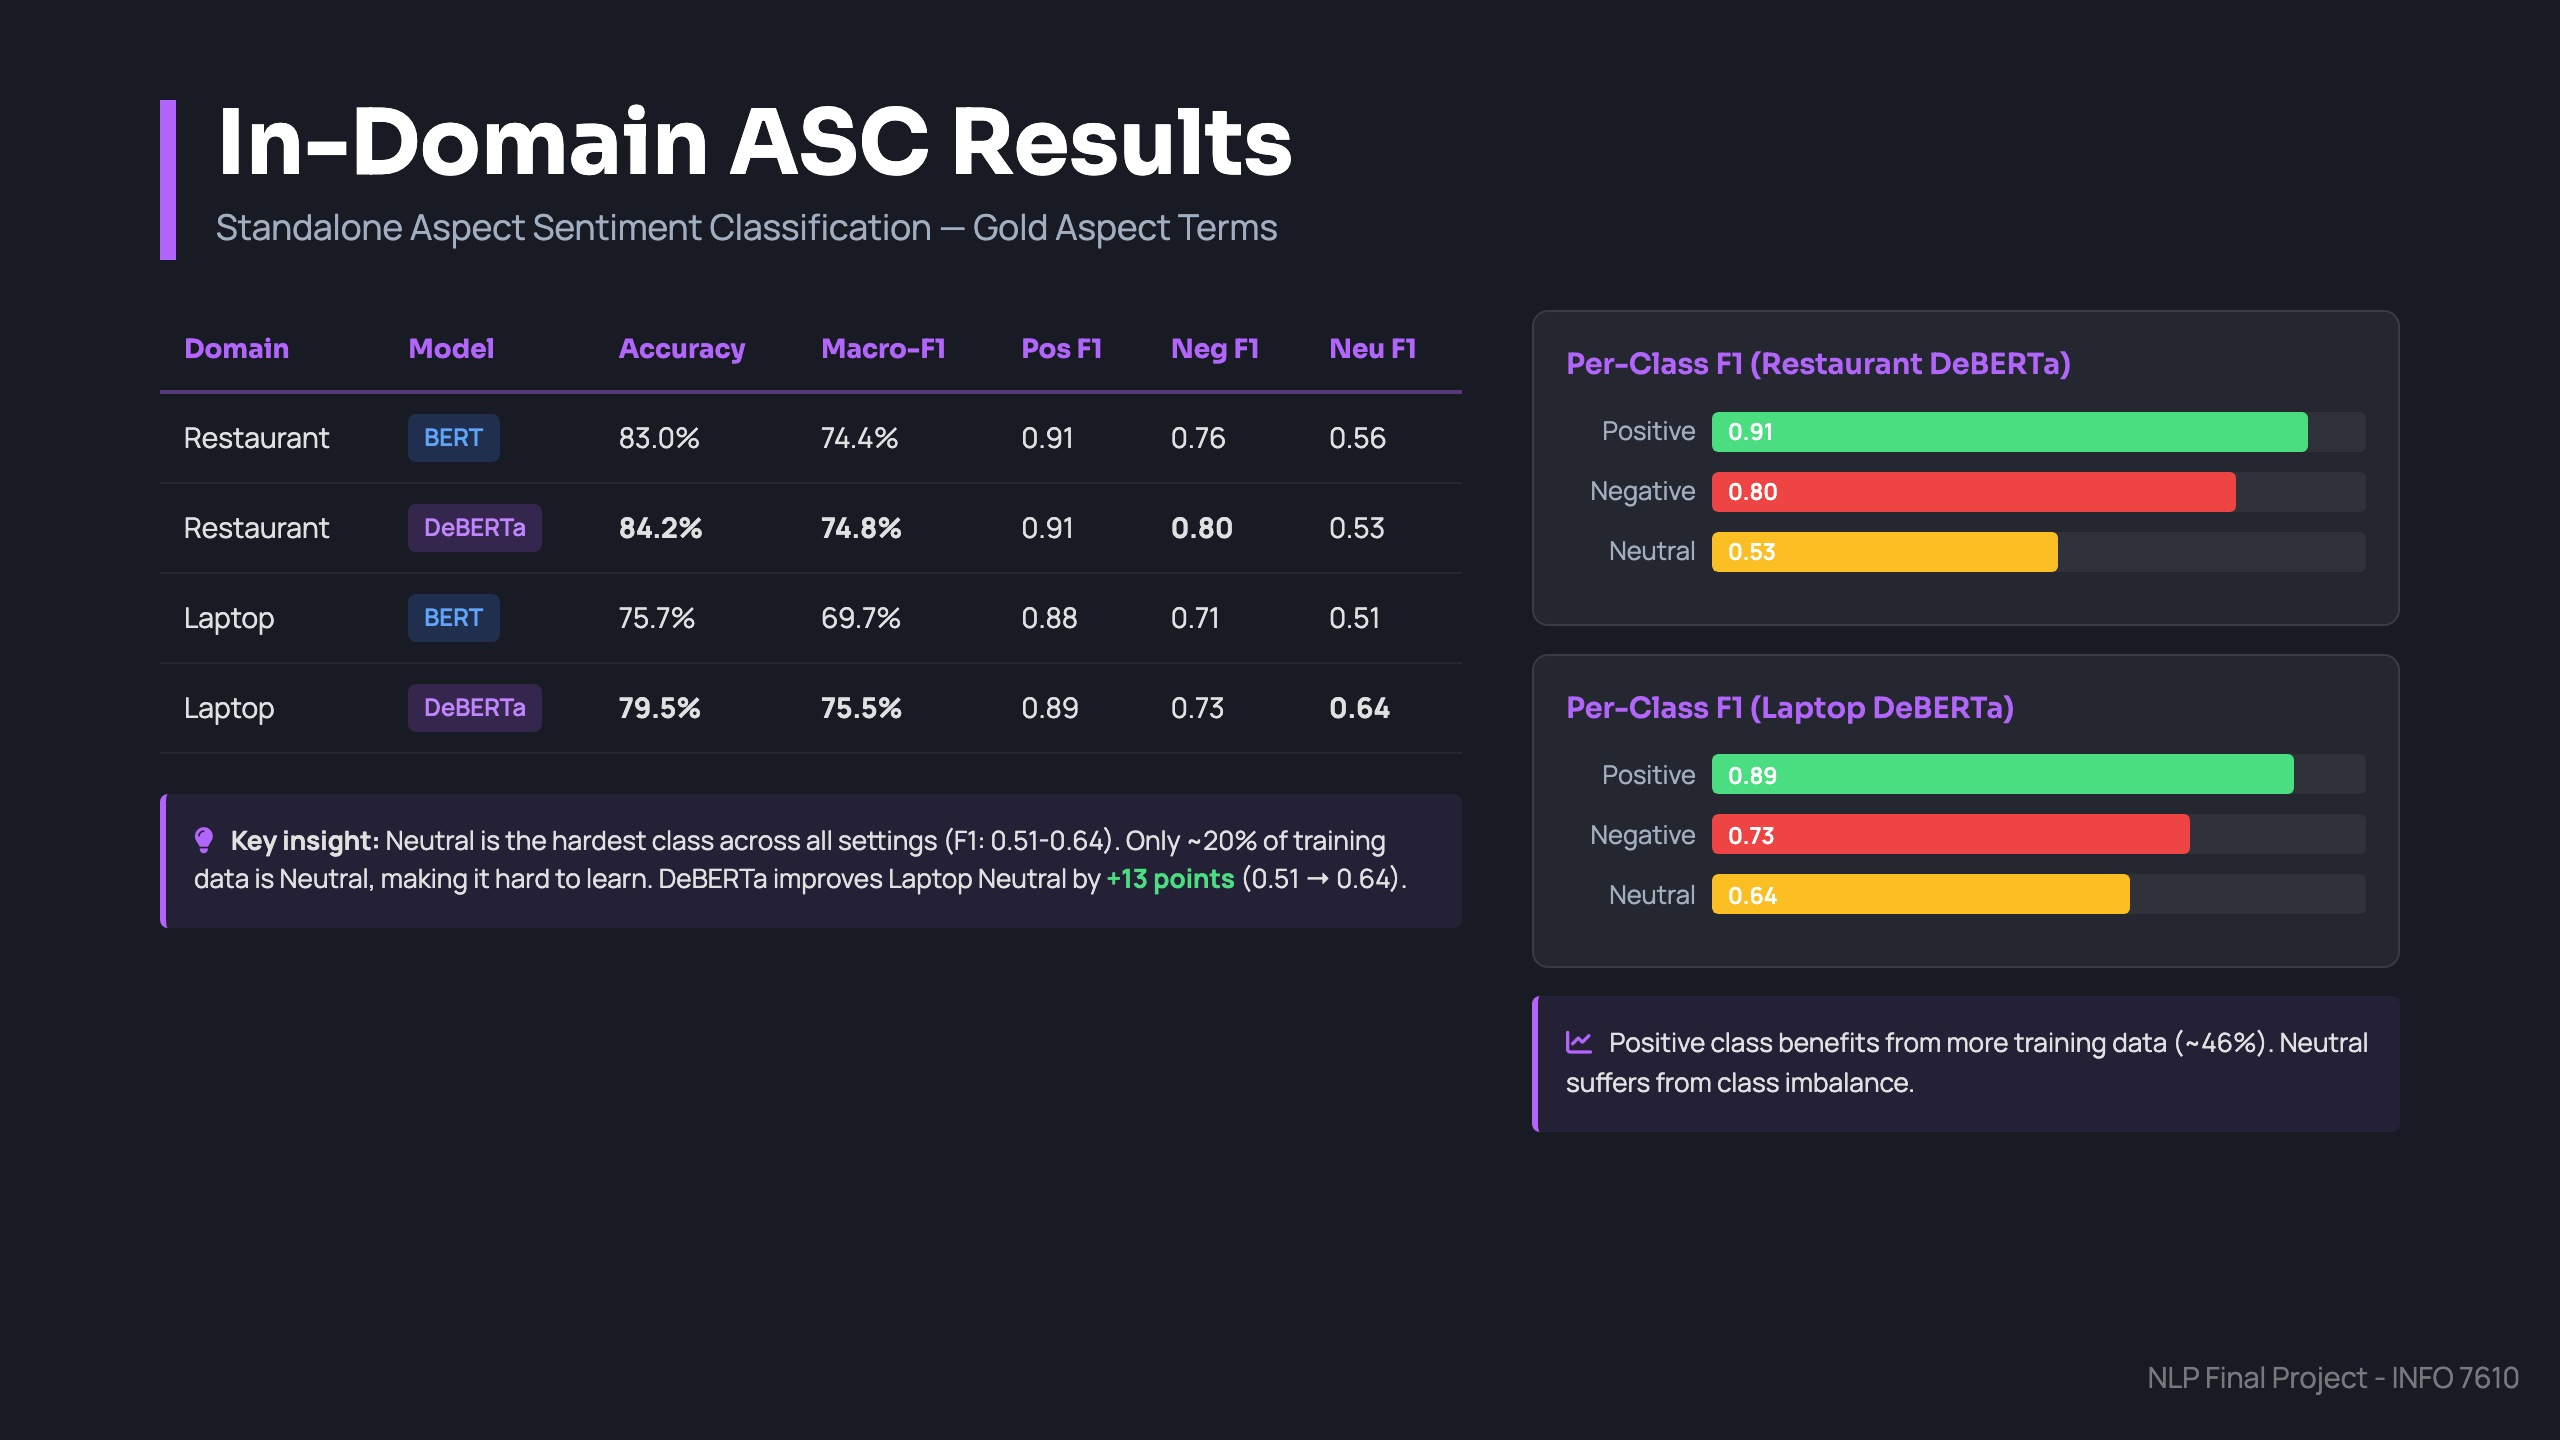 In-Domain ASC Results
Standalone Aspect Sentiment Classification — Gold Aspect Terms
Domain Model Accuracy Macro-F1 Pos F1 Neg F1 Neu F1
Restaurant BERT 83.0% 74.4% 0.91 0.76 0.56
Restaurant DeBERTa 84.2% 74.8% 0.91 0.80 0.53
Laptop BERT 75.7% 69.7% 0.88 0.71 0.51
Laptop DeBERTa 79.5% 75.5% 0.89 0.73 0.64
Key insight: Neutral is the hardest class across all settings (F1: 0.51-0.64). Only ~20% of training
data is Neutral, making it hard to learn. DeBERTa improves Laptop Neutral by +13 points (0.51 → 0.64).
Per-Class F1 (Restaurant DeBERTa)
Positive 0.91
Negative 0.80
Neutral 0.53
Per-Class F1 (Laptop DeBERTa)
Positive 0.89
Negative 0.73
Neutral 0.64
Positive class benefits from more training data (~46%). Neutral
suffers from class imbalance.
NLP Final Project - INFO 7610